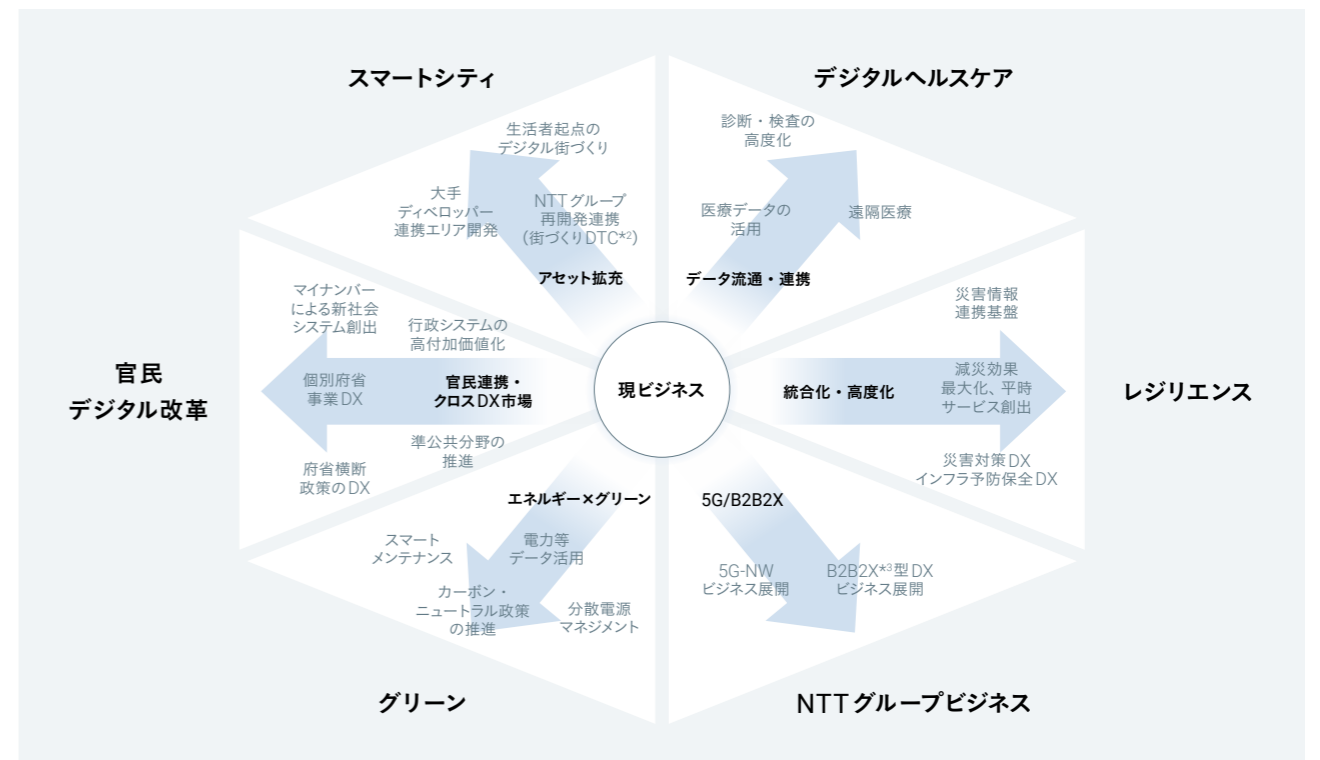 スマートシティ
生活者起点の
デジタル街づくり
大手
ディベロッパー
連携エリア開発
NTTグループ
再開発連携
(街づくりDTC*2)
アセット拡充
デジタルヘルスケア
診断・検査の
高度化
医療データの
活用
遠隔医療
データ流通・連携
官民
デジタル改革
マイナンバー
による新社会
システム創出
行政システムの
高付加価値化
個別府省
事業DX
官民連携・
クロスDX市場
準公共分野の
推進
府省横断
政策のDX
現ビジネス
レジリエンス
災害情報
連携基盤
統合化・高度化
減災効果
最大化、平時
サービス創出
災害対策DX
インフラ予防保全DX
エネルギー×グリーン
スマート
メンテナンス
電力等
データ活用
カーボン・
ニュートラル政策
の推進
分散電源
マネジメント
グリーン
5G/B2B2X
5G-NW
ビジネス展開
B2B2X*3型DX
ビジネス展開
NTTグループビジネス